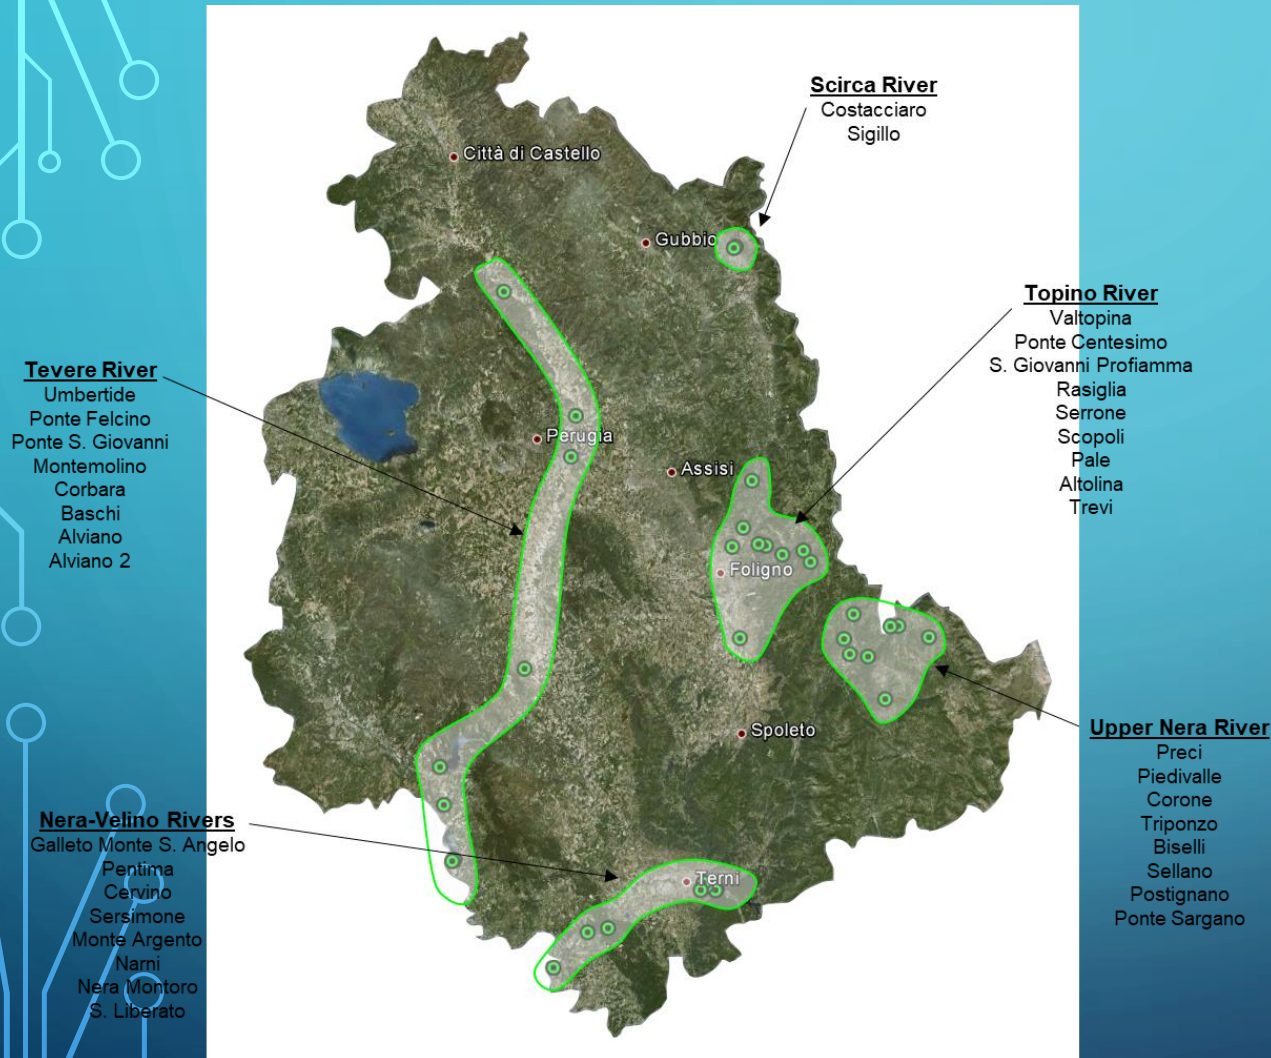 Scirca River
Costacciaro
Sigillo
Città di Castello
Gubbio
Topino River
Valtopina
Ponte Centesimo
S. Giovanni Profiamma
Rasiglia
Serrone
Scopoli
Pale
Altolina
Trevi
Tevere River
Umbertide
Ponte Felcino
Ponte S. Giovanni
Montemolino
Corbara
Baschi
Alviano
Alviano 2
Perugia
Assisi
Foligno
Spoleto
Upper Nera River
Preci
Piedivalle
Corone
Triponzo
Biselli
Sellano
Postignano
Ponte Sargano
Nera-Velino Rivers
Galleto Monte S. Angelo
Pentima
Cervino
Sersimone
Monte Argento
Narni
Nera Montoro
S. Liberato
Terni